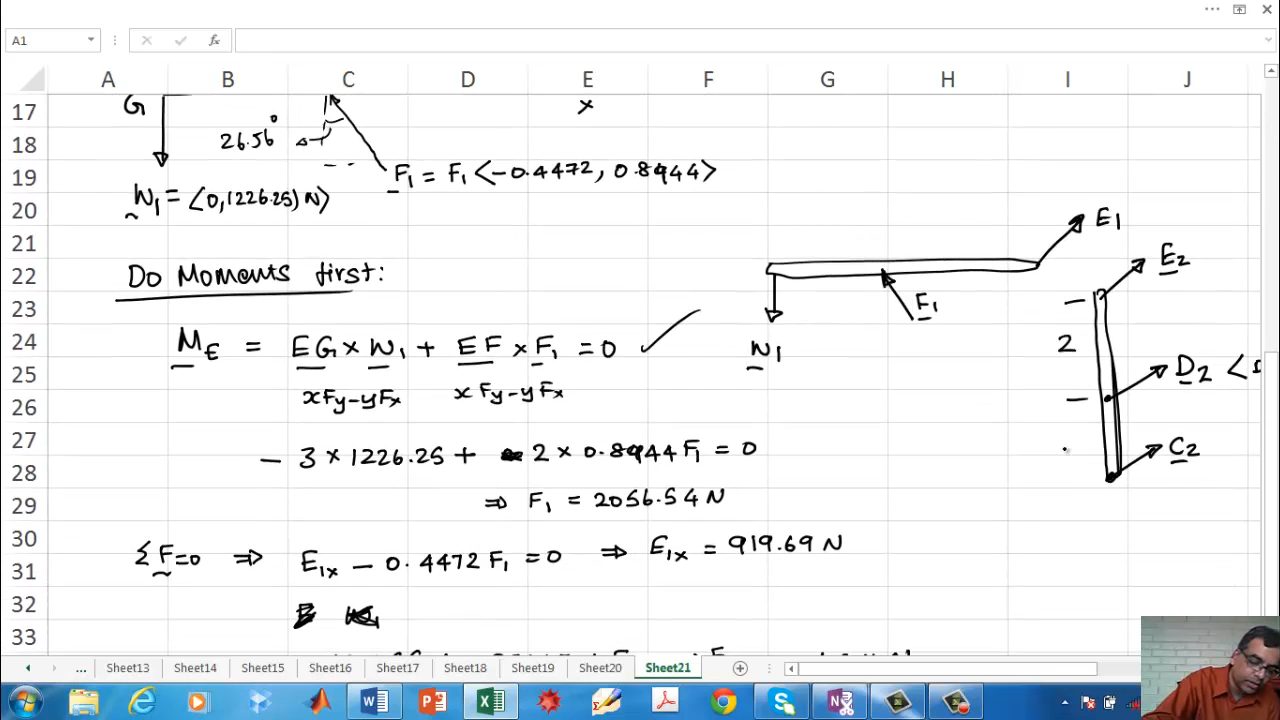 A1
fx
A B C D E F G H I J
17 G x
18 26.56°
19 F1 = F1 <-0.4472, 0.8944>
20 W1 = <0,1226.25) N>
21 E1
22 Do Moments first: E2
23 F1
24 ME = EG x W1 + EF x F1 = 0 W1 2
25 xFy-yFx xFy-yFx D2 <
26
27 - 3 x 1226.25 + 2 x 0.8944 F1 = 0 C2
28
29 ⇒ F1 = 2056.54 N
30 ΣF=0 ⇒ E1x - 0.4472 F1 = 0 ⇒ E1x = 919.69 N
31
32
33
... Sheet13 Sheet14 Sheet15 Sheet16 Sheet17 Sheet18 Sheet19 Sheet20 Sheet21